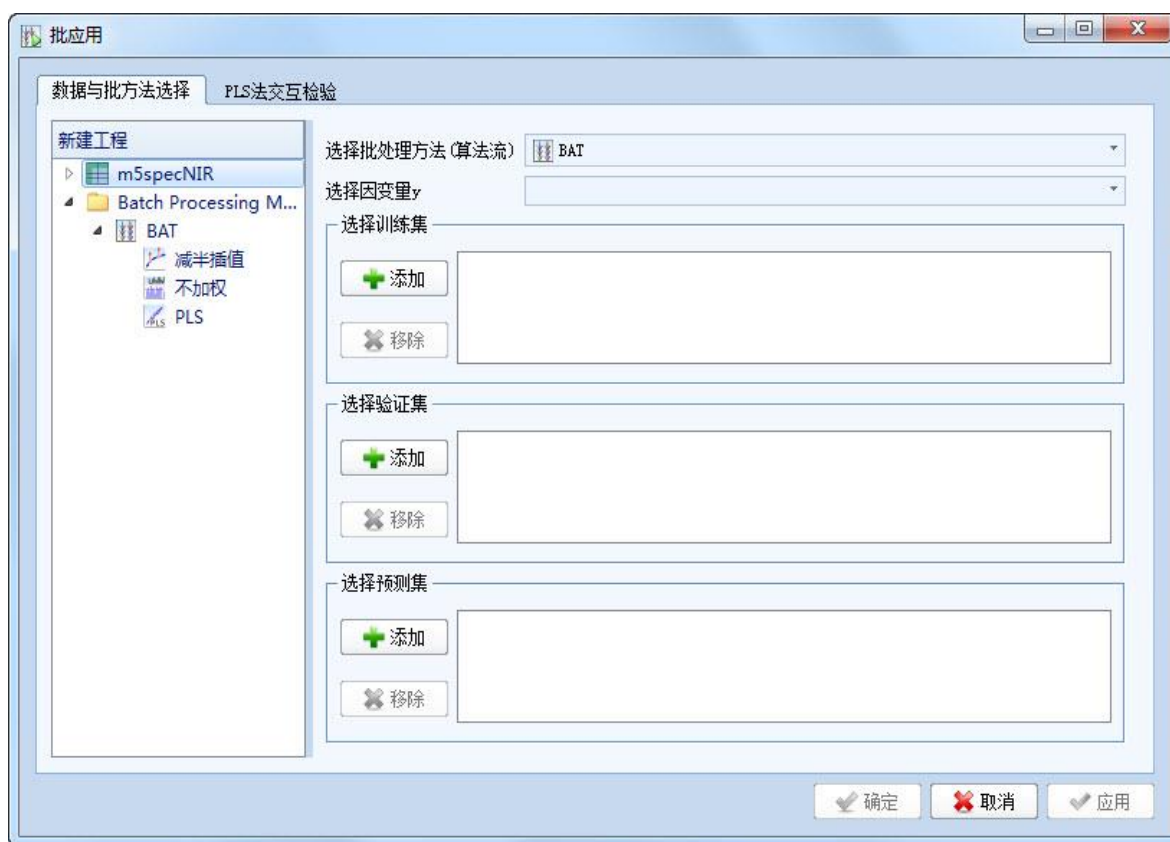 批应用
数据与批方法选择 PLS法交互检验
新建工程
m5specNIR
Batch Processing M...
BAT
减半插值
不加权
PLS
选择批处理方法(算法流) BAT
选择因变量y
选择训练集
添加
移除
选择验证集
添加
移除
选择预测集
添加
移除
确定 取消 应用